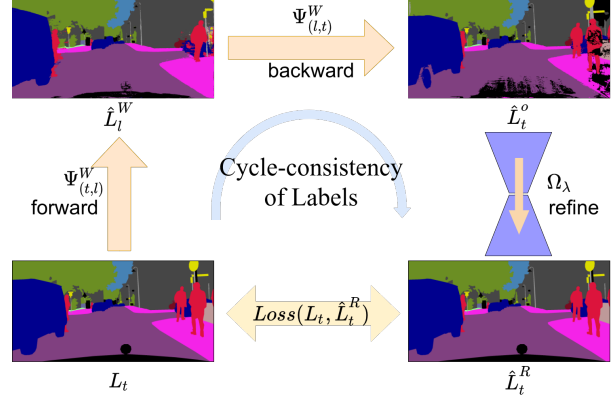 Ψ^W_(l,t)
backward
L̂^W_l
L̂^o_t
Ψ^W_(t,l)
forward
Cycle-consistency
of Labels
Ω_λ
refine
Loss(L_t, L̂^R_t)
L_t
L̂^R_t